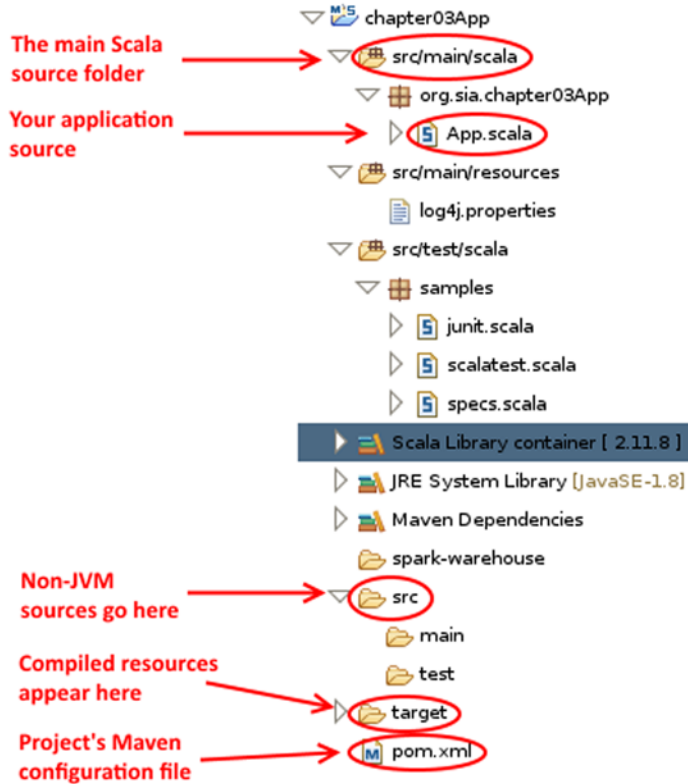 chapter03App
The main Scala
source folder
src/main/scala
org.sia.chapter03App
Your application
source
App.scala
src/main/resources
log4j.properties
src/test/scala
samples
junit.scala
scalatest.scala
specs.scala
Scala Library container [ 2.11.8 ]
JRE System Library [JavaSE-1.8]
Maven Dependencies
spark-warehouse
Non-JVM
sources go here
src
main
test
Compiled resources
appear here
target
Project's Maven
configuration file
pom.xml